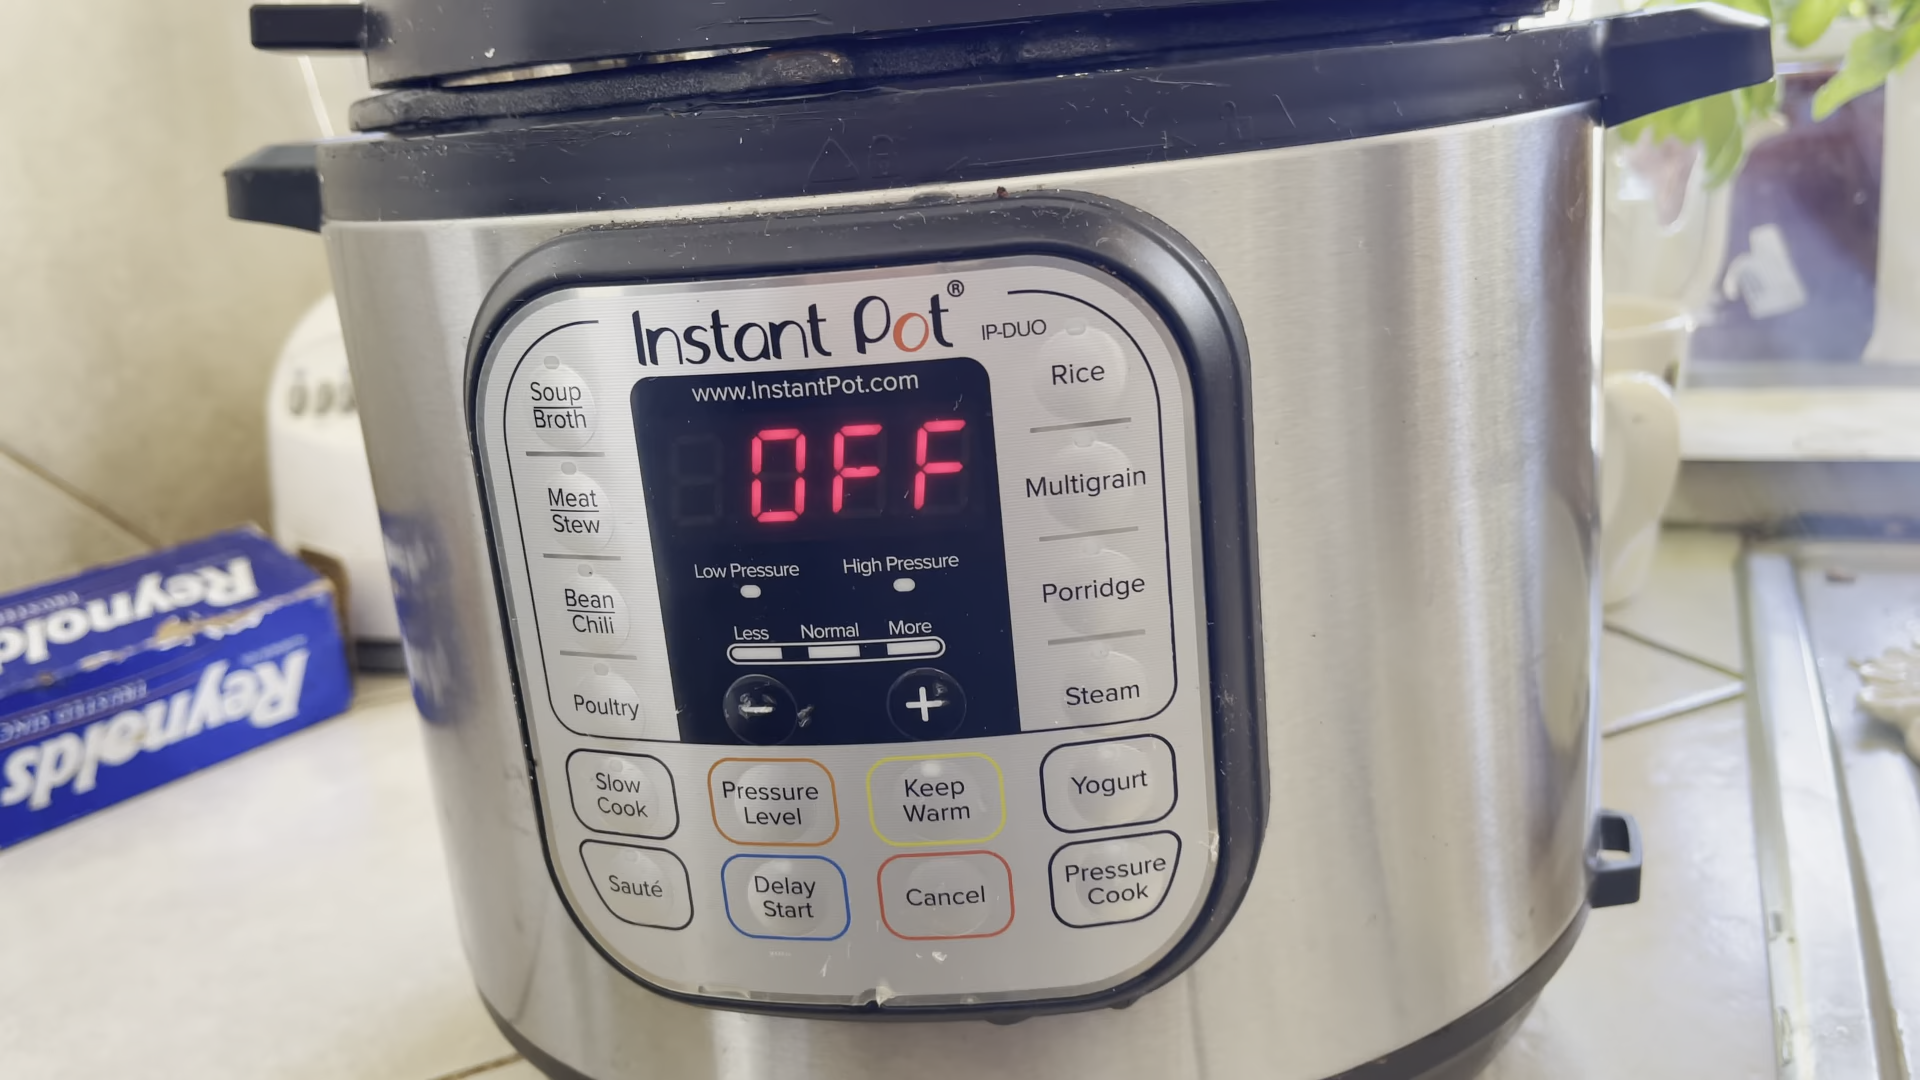 Instant Pot®
IP-DUO
www.InstantPot.com
OFF
Low Pressure
High Pressure
Less
Normal
More
-
+
Soup
Broth
Meat
Stew
Bean
Chili
Poultry
Rice
Multigrain
Porridge
Steam
Slow
Cook
Pressure
Level
Keep
Warm
Yogurt
Sauté
Delay
Start
Cancel
Pressure
Cook
Reynolds
Reynolds